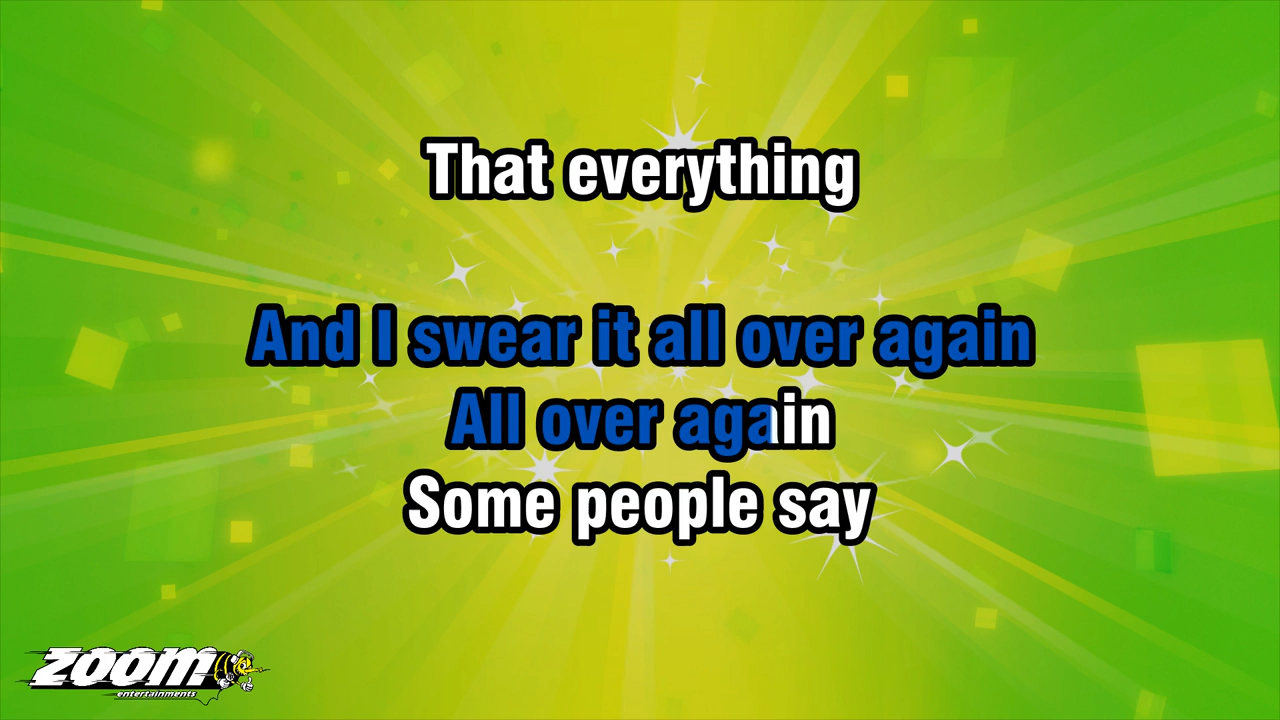 That everything
And I swear it all over again
All over again
Some people say
zoom
entertainments